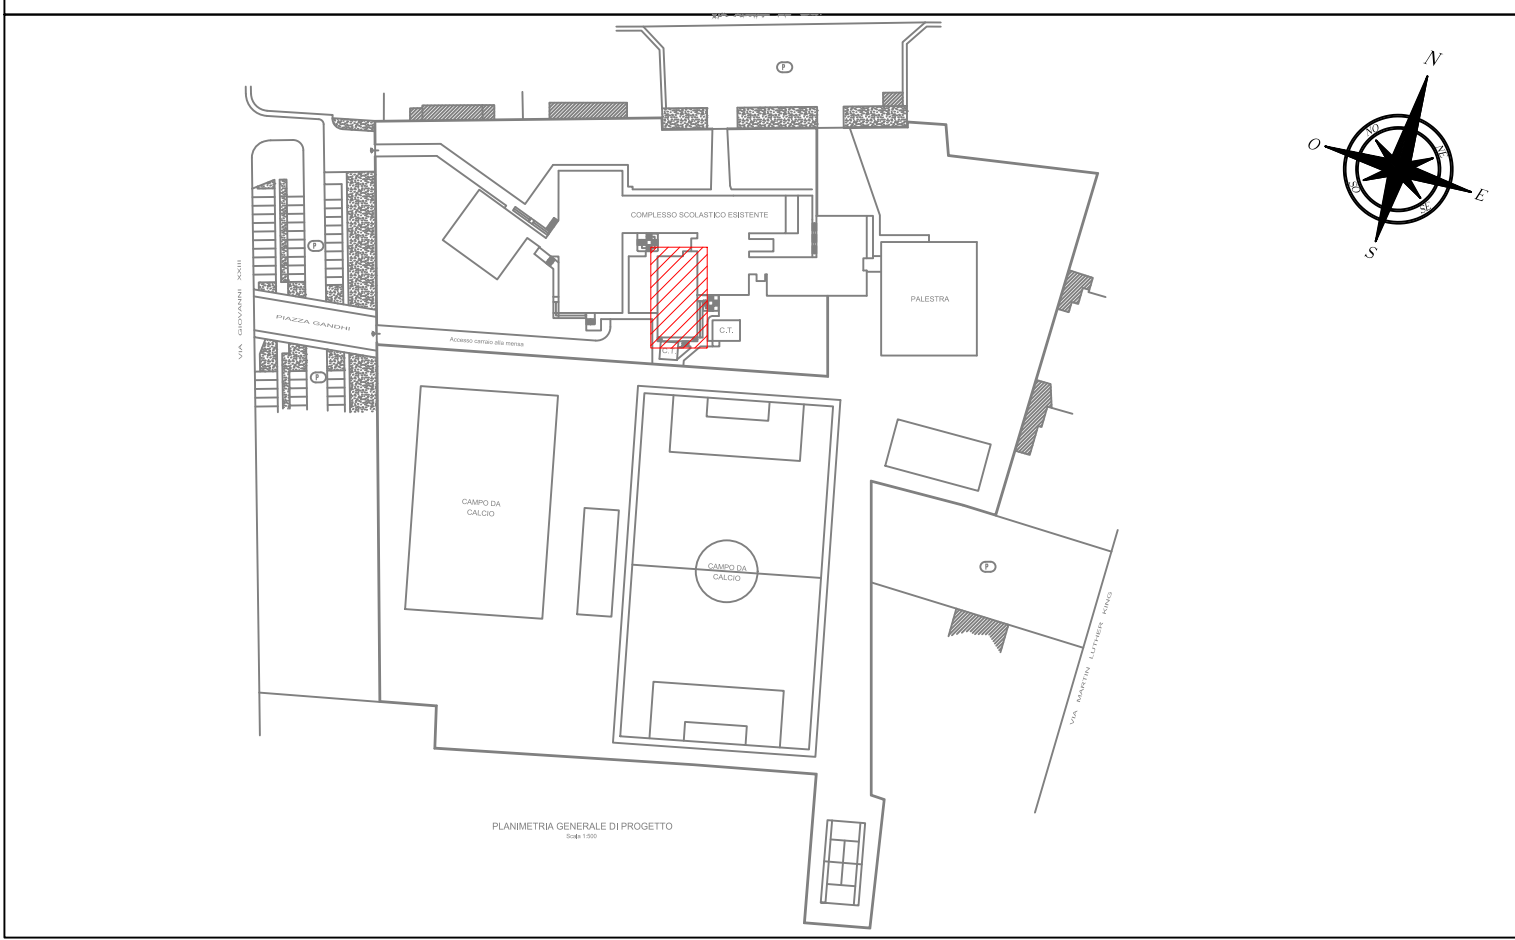 P
N
NO
NE
O
E
SO
SE
S
COMPLESSO SCOLASTICO ESISTENTE
P
VIA GIOVANNI XXIII
PALESTRA
PIAZZA GANDHI
C.T.
Accesso carraio alla mensa
C.T.
P
CAMPO DA
CALCIO
CAMPO DA
CALCIO
P
VIA MARTIN LUTHER KING
PLANIMETRIA GENERALE DI PROGETTO
Scala 1:500